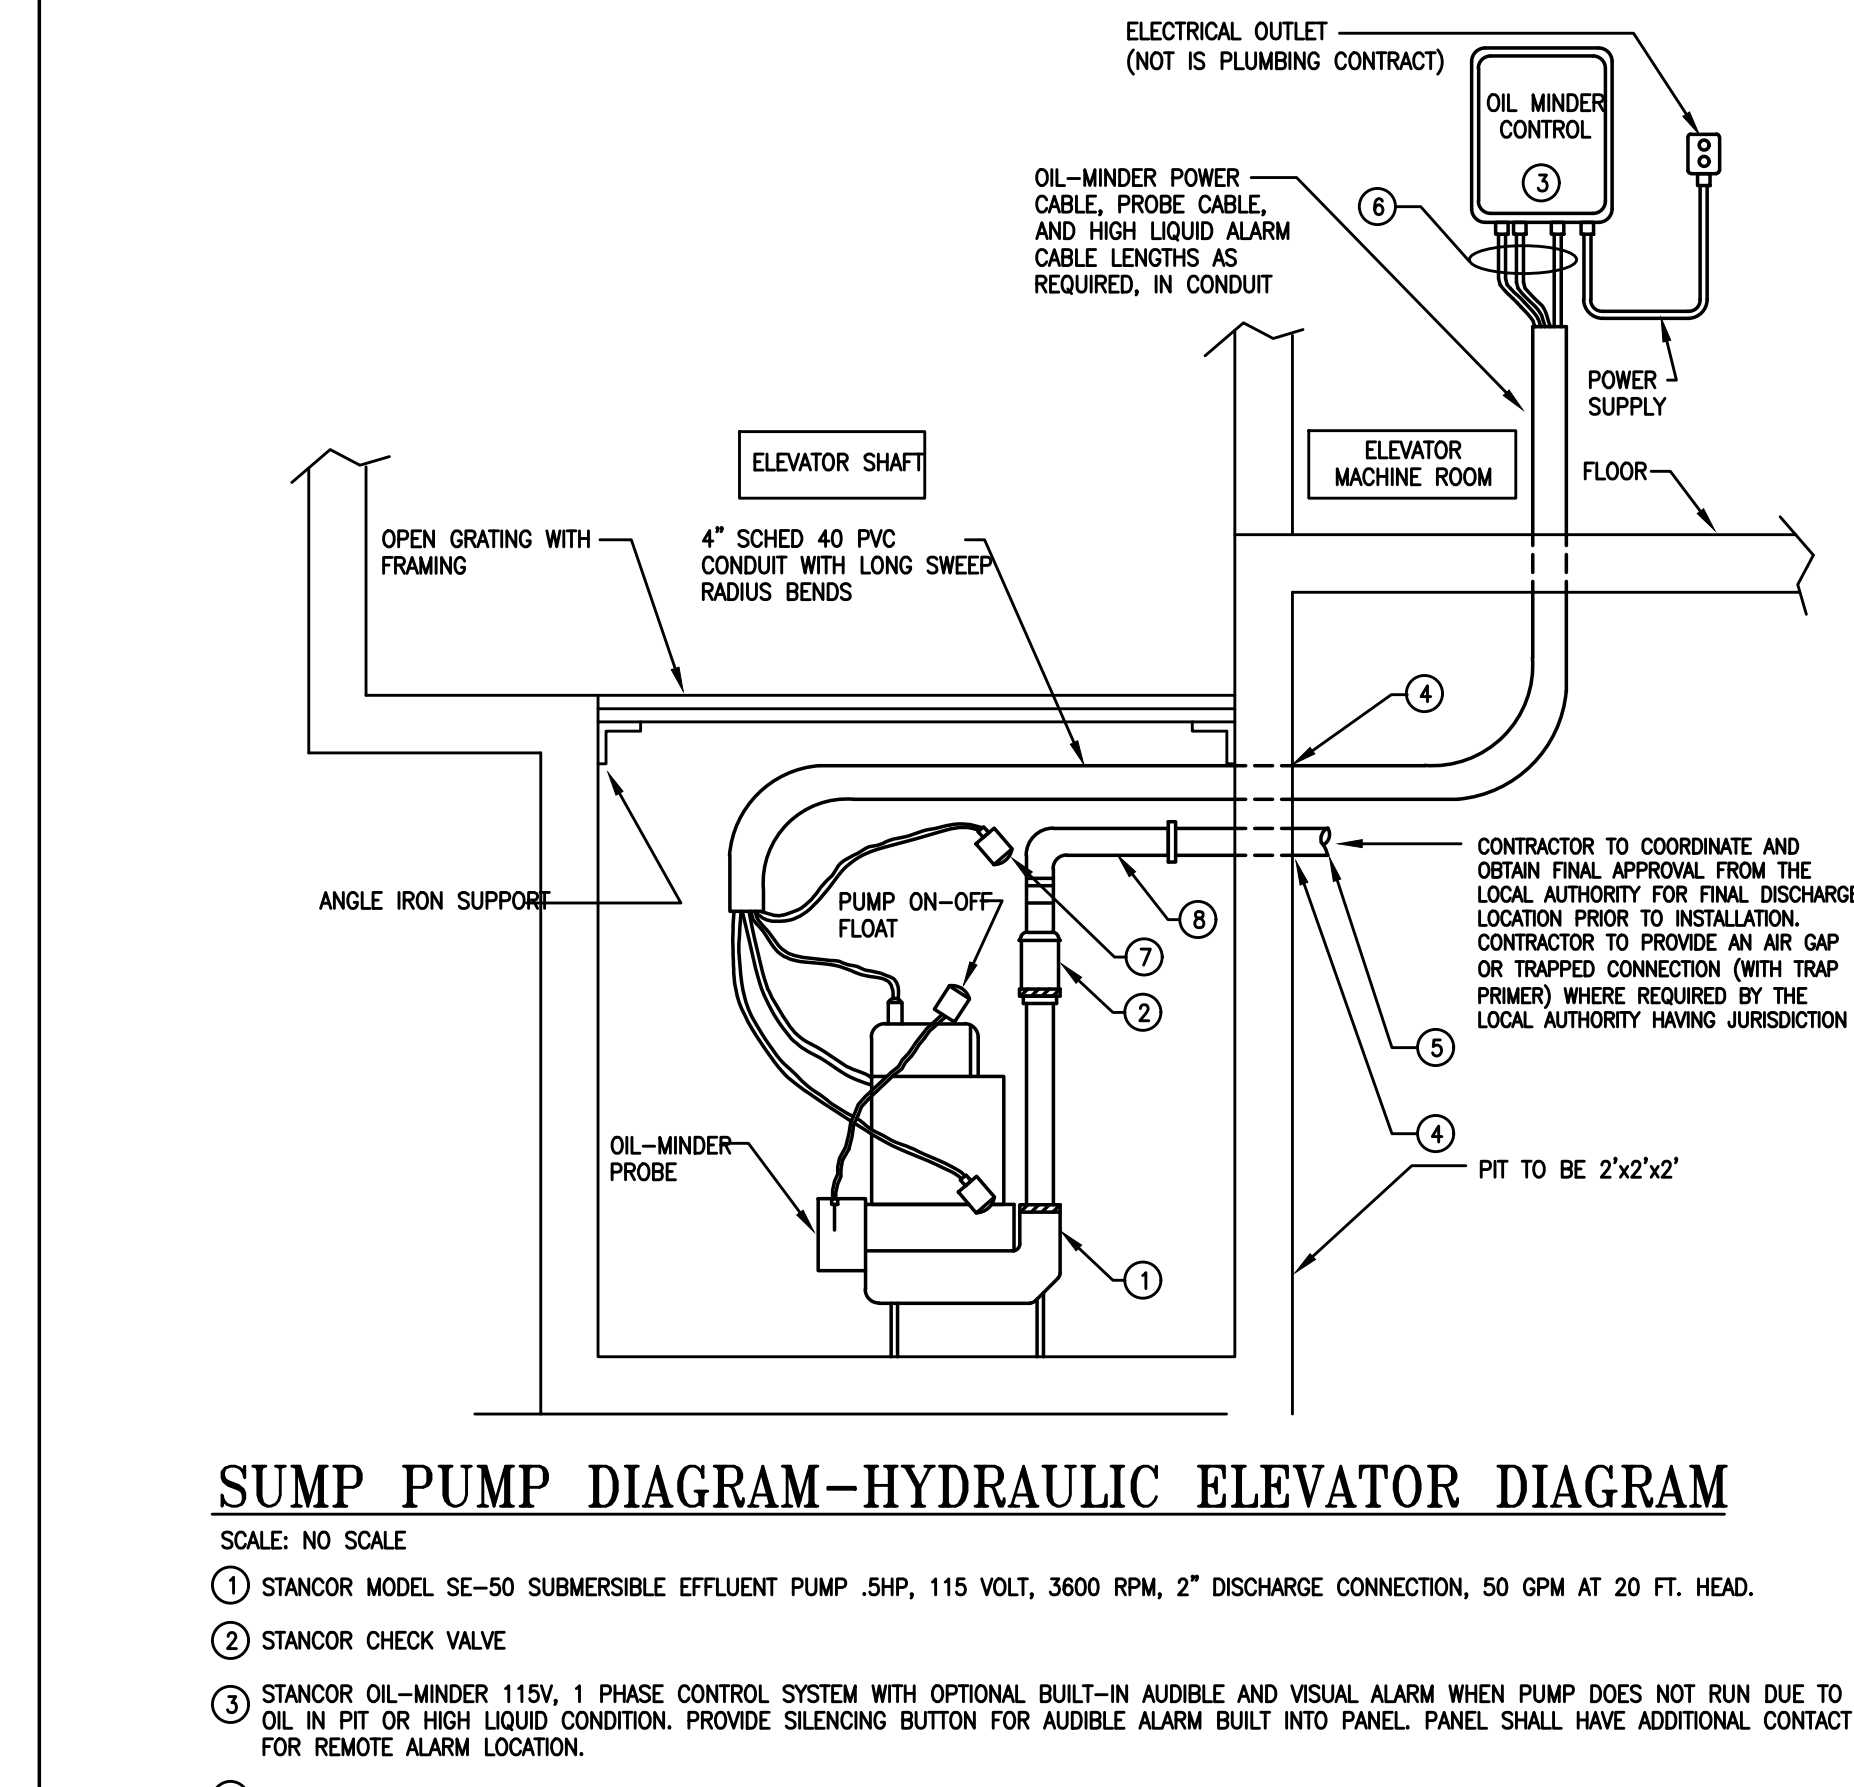 ELECTRICAL OUTLET
(NOT IS PLUMBING CONTRACT)
OIL MINDER
CONTROL
3
OIL-MINDER POWER
CABLE, PROBE CABLE,
AND HIGH LIQUID ALARM
CABLE LENGTHS AS
REQUIRED, IN CONDUIT
6
POWER
SUPPLY
ELEVATOR SHAFT
ELEVATOR
MACHINE ROOM
FLOOR
OPEN GRATING WITH
FRAMING
4" SCHED 40 PVC
CONDUIT WITH LONG SWEEP
RADIUS BENDS
4
ANGLE IRON SUPPORT
PUMP ON-OFF
FLOAT
8
7
2
CONTRACTOR TO COORDINATE AND
OBTAIN FINAL APPROVAL FROM THE
LOCAL AUTHORITY FOR FINAL DISCHARGE
LOCATION PRIOR TO INSTALLATION.
CONTRACTOR TO PROVIDE AN AIR GAP
OR TRAPPED CONNECTION (WITH TRAP
PRIMER) WHERE REQUIRED BY THE
LOCAL AUTHORITY HAVING JURISDICTION
5
4
OIL-MINDER
PROBE
PIT TO BE 2'x2'x2'
1
SUMP PUMP DIAGRAM-HYDRAULIC ELEVATOR DIAGRAM
SCALE: NO SCALE
1 STANCOR MODEL SE-50 SUBMERSIBLE EFFLUENT PUMP .5HP, 115 VOLT, 3600 RPM, 2" DISCHARGE CONNECTION, 50 GPM AT 20 FT. HEAD.
2 STANCOR CHECK VALVE
3 STANCOR OIL-MINDER 115V, 1 PHASE CONTROL SYSTEM WITH OPTIONAL BUILT-IN AUDIBLE AND VISUAL ALARM WHEN PUMP DOES NOT RUN DUE TO
OIL IN PIT OR HIGH LIQUID CONDITION. PROVIDE SILENCING BUTTON FOR AUDIBLE ALARM BUILT INTO PANEL. PANEL SHALL HAVE ADDITIONAL CONTACT
FOR REMOTE ALARM LOCATION.